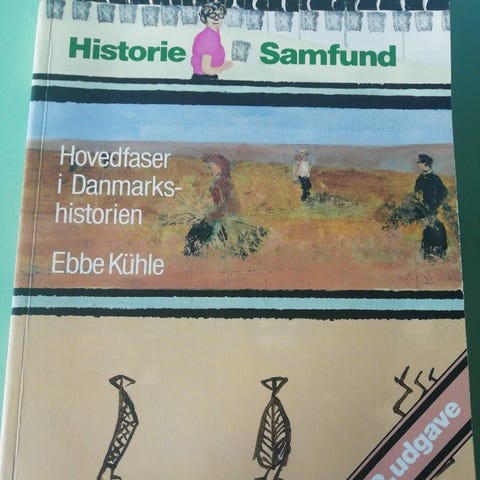 Historie Samfund
Hovedfaser
i Danmarks-
historien
Ebbe Kühle
udgave